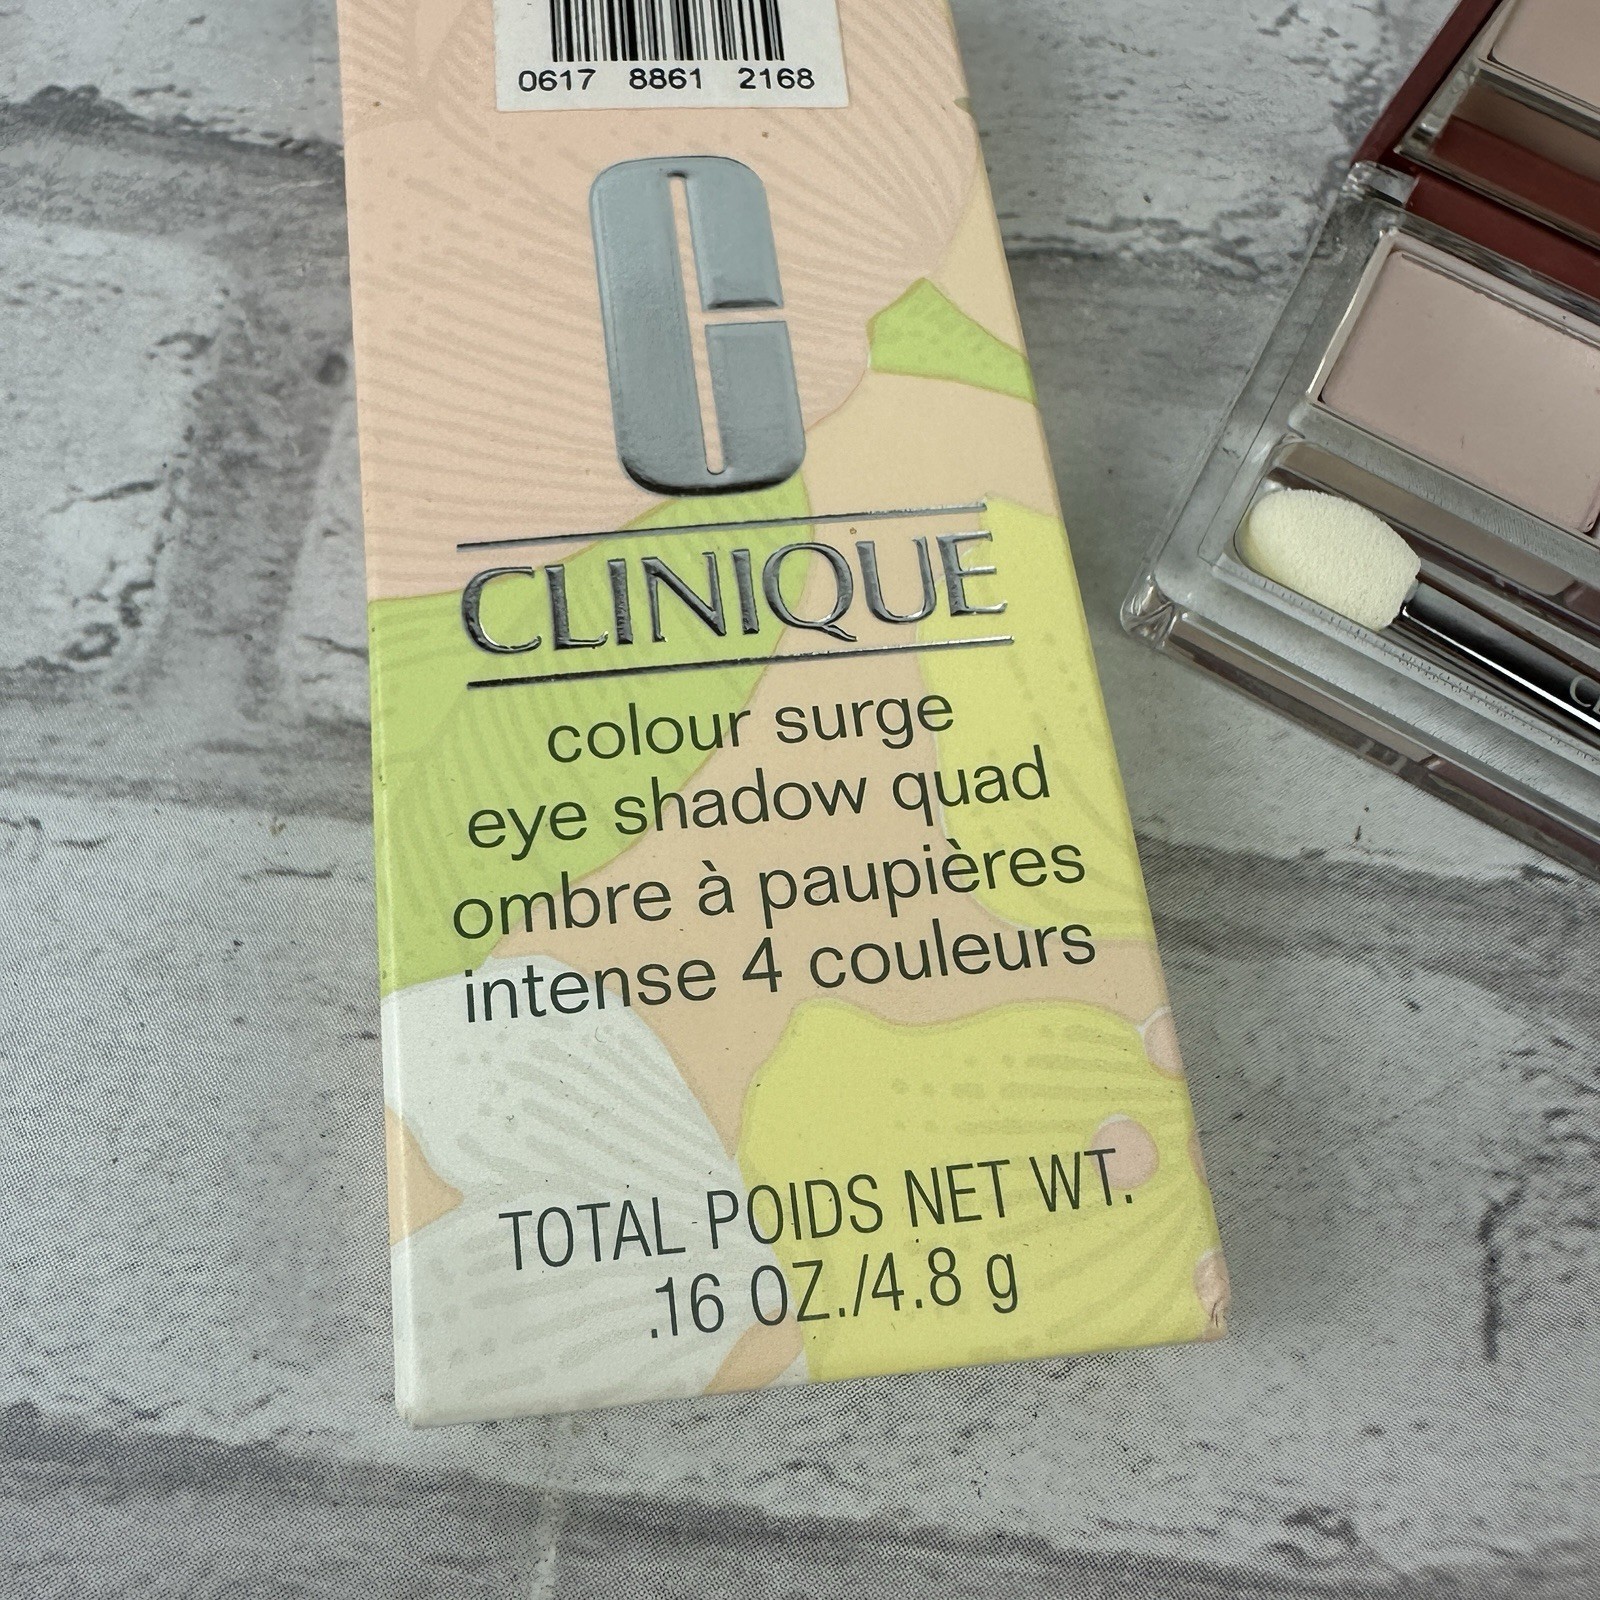 0617 8861 2168
C
CLINIQUE
colour surge
eye shadow quad
ombre à paupières
intense 4 couleurs
TOTAL POIDS NET WT.
.16 OZ./4.8 g